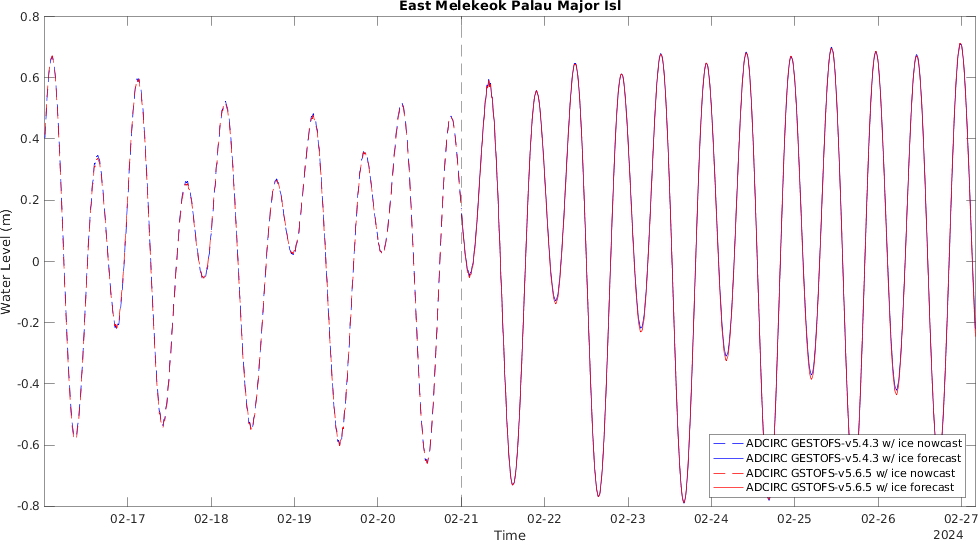 East Melekeok Palau Major Isl
0.8
0.6
0.4
0.2
0
-0.2
-0.4
-0.6
-0.8
Water Level (m)
ADCIRC GESTOFS-v5.4.3 w/ ice nowcast
ADCIRC GESTOFS-v5.4.3 w/ ice forecast
ADCIRC GSTOFS-v5.6.5 w/ ice nowcast
ADCIRC GSTOFS-v5.6.5 w/ ice forecast
02-17 02-18 02-19 02-20 02-21 02-22 02-23 02-24 02-25 02-26 02-27
Time
2024